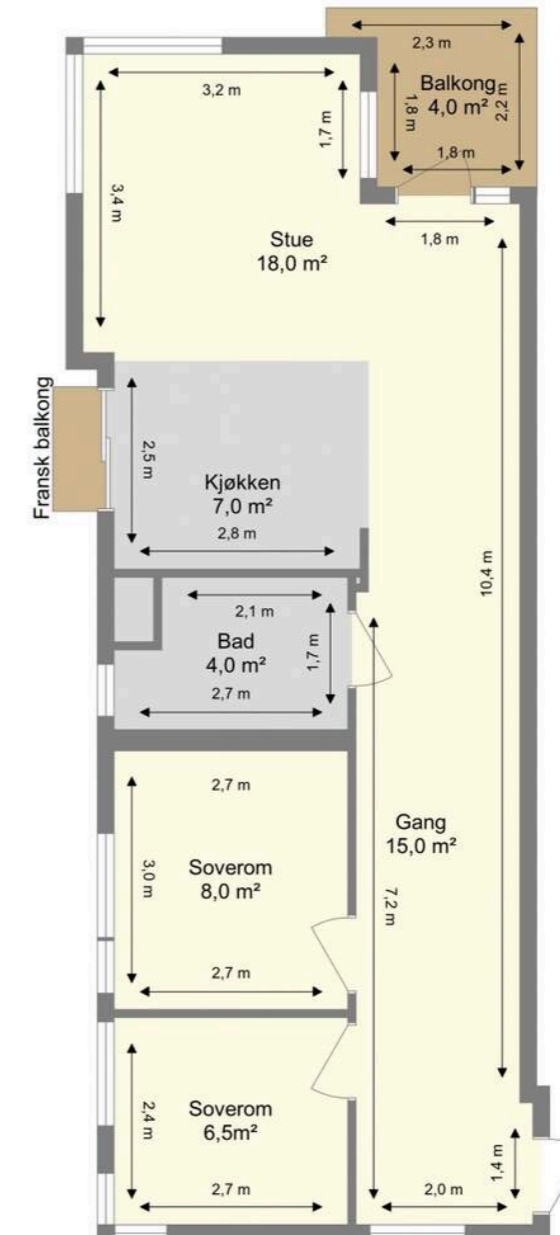 2,3 m
Balkong
4,0 m²
1,8 m
2,2 m
1,8 m
3,2 m
1,7 m
3,4 m
1,8 m
Stue
18,0 m²
Fransk balkong
2,5 m
Kjøkken
7,0 m²
2,8 m
10,4 m
2,1 m
Bad
4,0 m²
1,7 m
2,7 m
2,7 m
Soverom
8,0 m²
3,0 m
2,7 m
Gang
15,0 m²
7,2 m
Soverom
6,5m²
2,4 m
2,7 m
2,0 m
1,4 m